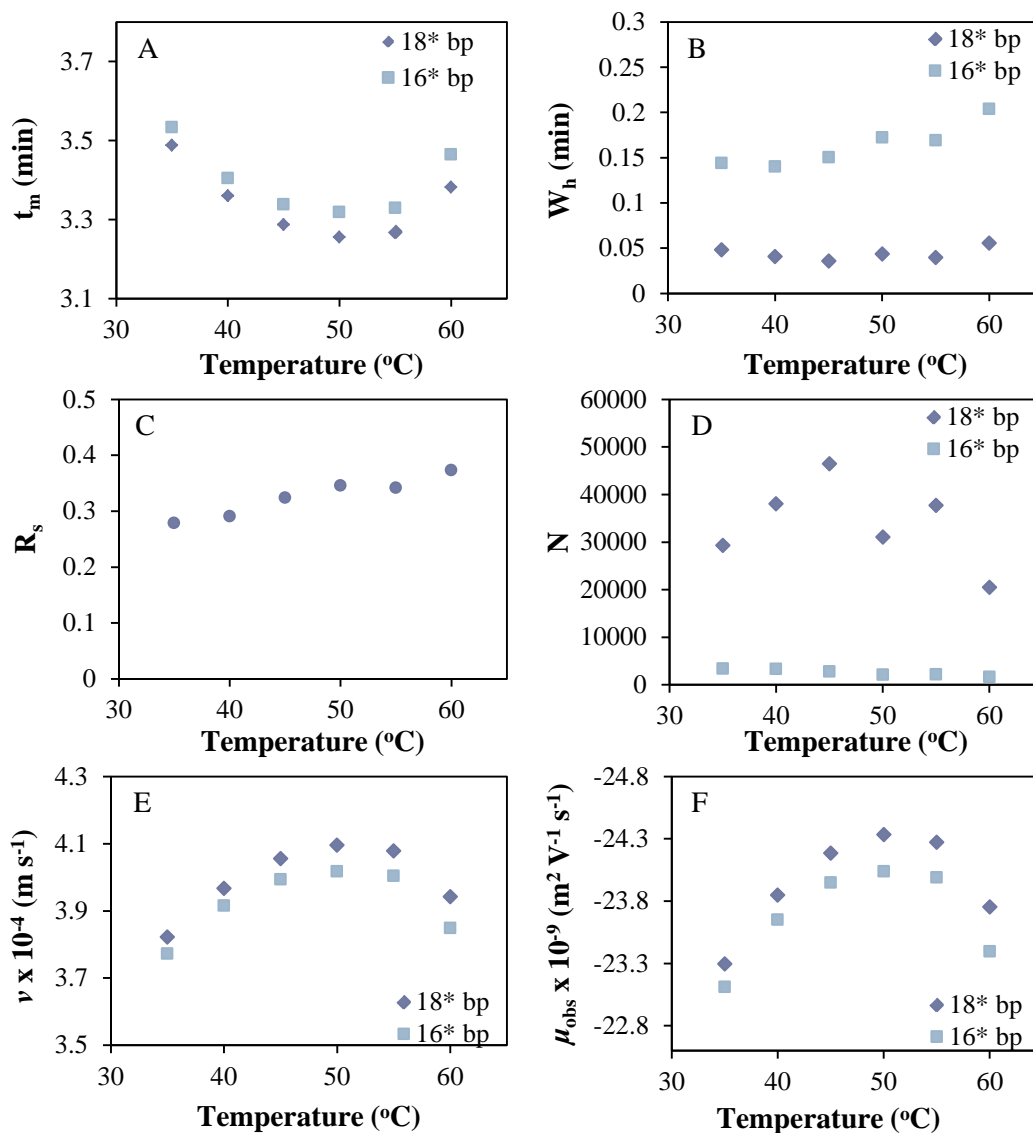 A
18* bp
16* bp
3.7
3.5
3.3
3.1
t_m (min)
30
40
50
60
Temperature (°C)
B
18* bp
16* bp
0.3
0.25
0.2
0.15
0.1
0.05
0
W_h (min)
30
40
50
60
Temperature (°C)
C
0.5
0.4
0.3
0.2
0.1
0
R_s
30
40
50
60
Temperature (°C)
D
18* bp
16* bp
60000
50000
40000
30000
20000
10000
0
N
30
40
50
60
Temperature (°C)
E
4.3
4.1
3.9
3.7
3.5
v x 10⁻⁴ (m s⁻¹)
18* bp
16* bp
30
40
50
60
Temperature (°C)
F
-24.8
-24.3
-23.8
-23.3
-22.8
μ_obs x 10⁻⁹ (m² V⁻¹ s⁻¹)
18* bp
16* bp
30
40
50
60
Temperature (°C)